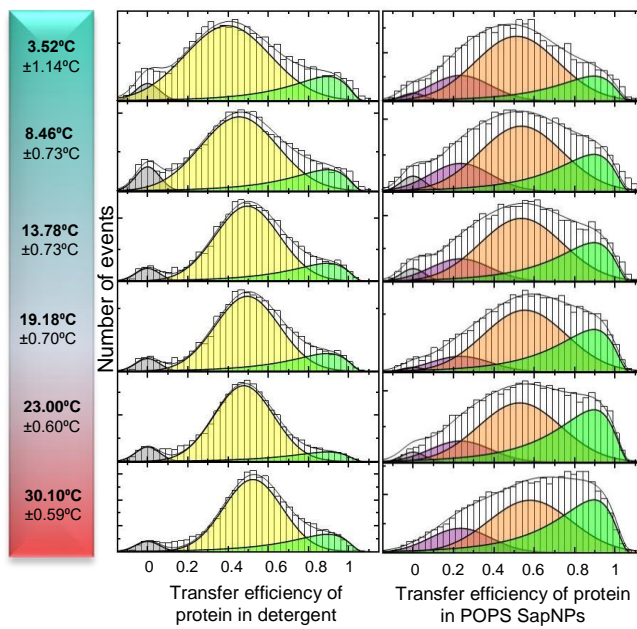 3.52ºC
±1.14ºC
8.46ºC
±0.73ºC
13.78ºC
±0.73ºC
19.18ºC
±0.70ºC
23.00ºC
±0.60ºC
30.10ºC
±0.59ºC
Number of events
0 0.2 0.4 0.6 0.8 1
0 0.2 0.4 0.6 0.8 1
Transfer efficiency of
protein in detergent
Transfer efficiency of protein
in POPS SapNPs